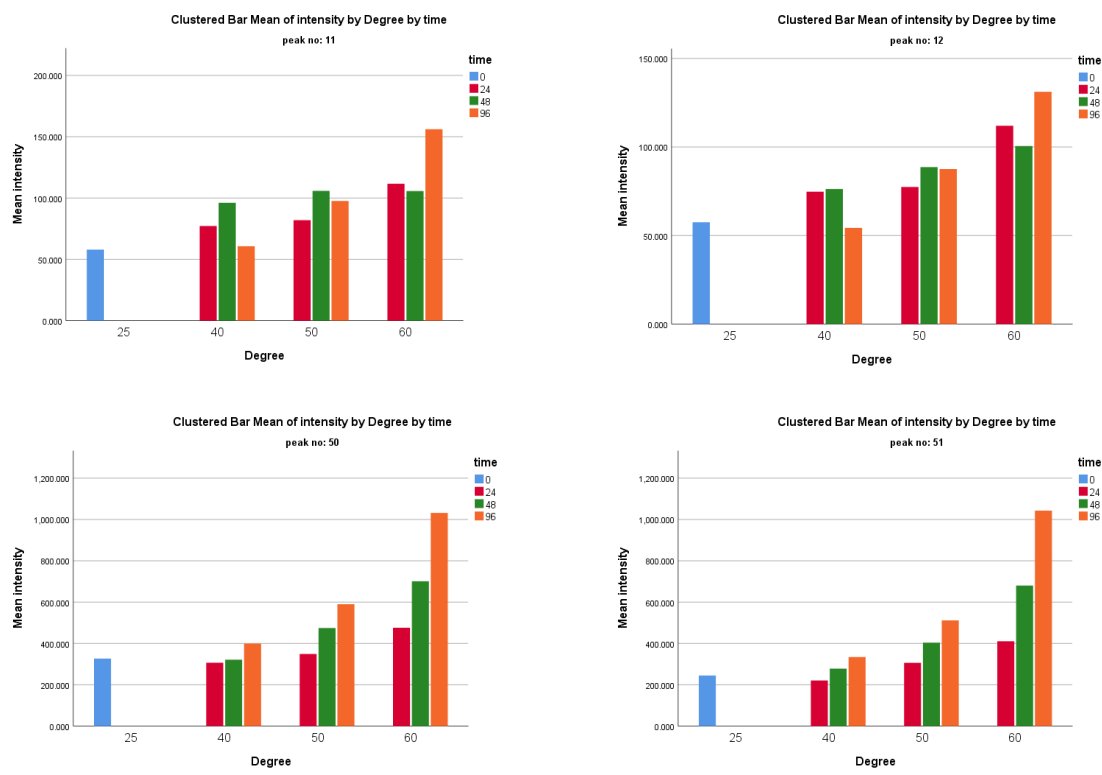 Clustered Bar Mean of intensity by Degree by time
peak no: 11
time
0
24
48
96
200.000
150.000
100.000
50.000
0.000
Mean intensity
25 40 50 60
Degree
Clustered Bar Mean of intensity by Degree by time
peak no: 12
time
0
24
48
96
150.000
100.000
50.000
0.000
Mean intensity
25 40 50 60
Degree
Clustered Bar Mean of intensity by Degree by time
peak no: 50
time
0
24
48
96
1,200.000
1,000.000
800.000
600.000
400.000
200.000
0.000
Mean intensity
25 40 50 60
Degree
Clustered Bar Mean of intensity by Degree by time
peak no: 51
time
0
24
48
96
1,200.000
1,000.000
800.000
600.000
400.000
200.000
0.000
Mean intensity
25 40 50 60
Degree